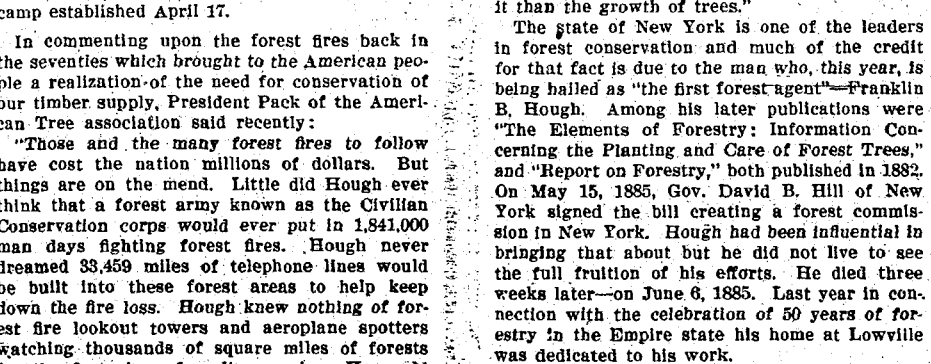 camp established April 17.
In commenting upon the forest fires back in
the seventies which brought to the American peo-
ple a realization of the need for conservation of
our timber supply, President Pack of the Ameri-
can Tree association said recently:
"Those and the many forest fires to follow
have cost the nation millions of dollars. But
things are on the mend. Little did Hough ever
think that a forest army known as the Civilian
Conservation corps would ever put in 1,841,000
man days fighting forest fires. Hough never
dreamed 33,459 miles of telephone lines would
be built into these forest areas to help keep
down the fire loss. Hough knew nothing of for-
est fire lookout towers and aeroplane spotters
watching thousands of square miles of forests
it than the growth of trees."
The state of New York is one of the leaders
in forest conservation and much of the credit
for that fact is due to the man who, this year, is
being hailed as "the first forest agent"—Franklin
B. Hough. Among his later publications were
"The Elements of Forestry: Information Con-
cerning the Planting and Care of Forest Trees,"
and "Report on Forestry," both published in 1882.
On May 15, 1885, Gov. David B. Hill of New
York signed the bill creating a forest commis-
sion in New York. Hough had been influential in
bringing that about but he did not live to see
the full fruition of his efforts. He died three
weeks later—on June 6, 1885. Last year in con-
nection with the celebration of 50 years of for-
estry in the Empire state his home at Lowville
was dedicated to his work.